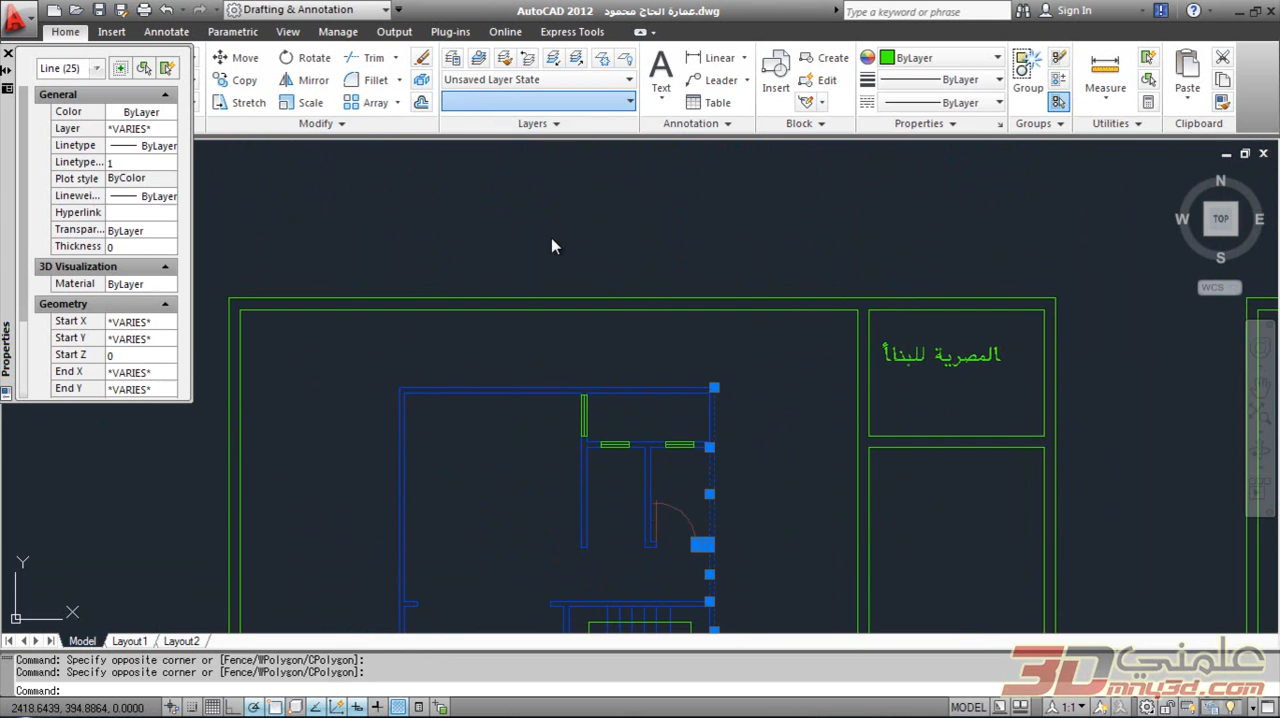 Drafting & Annotation
AutoCAD 2012 عمارة الحاج محمود.dwg
Type a keyword or phrase
Sign In
Home Insert Annotate Parametric View Manage Output Plug-ins Online Express Tools
Line (25)
Move Rotate Trim
Copy Mirror Fillet
Stretch Scale Array
Modify
Unsaved Layer State
Layers
Text
Linear
Leader
Table
Annotation
Insert
Create
Edit
Block
ByLayer
ByLayer
ByLayer
Properties
Group
Groups
Measure
Utilities
Paste
Clipboard
General
Color ByLayer
Layer *VARIES*
Linetype ByLayer
Linetype... 1
Plot style ByColor
Linewei... ByLayer
Hyperlink
Transpar... ByLayer
Thickness 0
3D Visualization
Material ByLayer
Geometry
Start X *VARIES*
Start Y *VARIES*
Start Z 0
End X *VARIES*
End Y *VARIES*
Properties
N
W TOP E
S
WCS
المصرية للبناأ
Y
X
Model Layout1 Layout2
Command: Specify opposite corner or [Fence/WPolygon/CPolygon]:
Command: Specify opposite corner or [Fence/WPolygon/CPolygon]:
Command:
2418.6439, 394.8864, 0.0000
MODEL
1:1
علمني
3Dmny3d.com